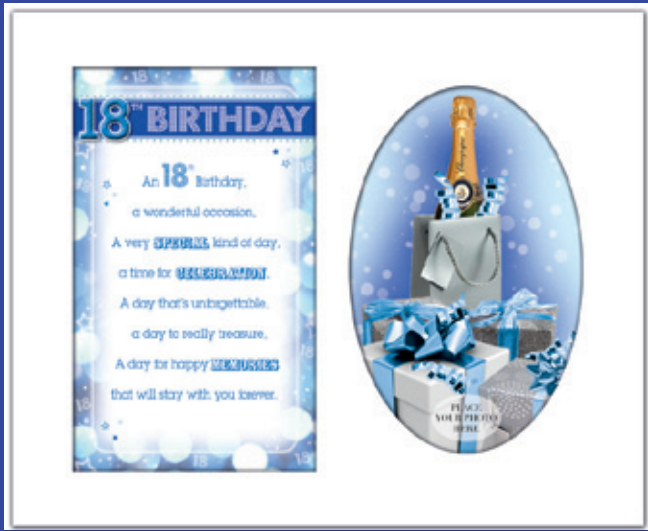 18TH BIRTHDAY
An 18th Birthday,
a wonderful occasion,
A very SPECIAL kind of day,
a time for CELEBRATION.
A day that's unforgettable,
a day to really treasure,
A day for happy MEMORIES
that will stay with you forever.
Champagne
PLACE
YOUR PHOTO
HERE